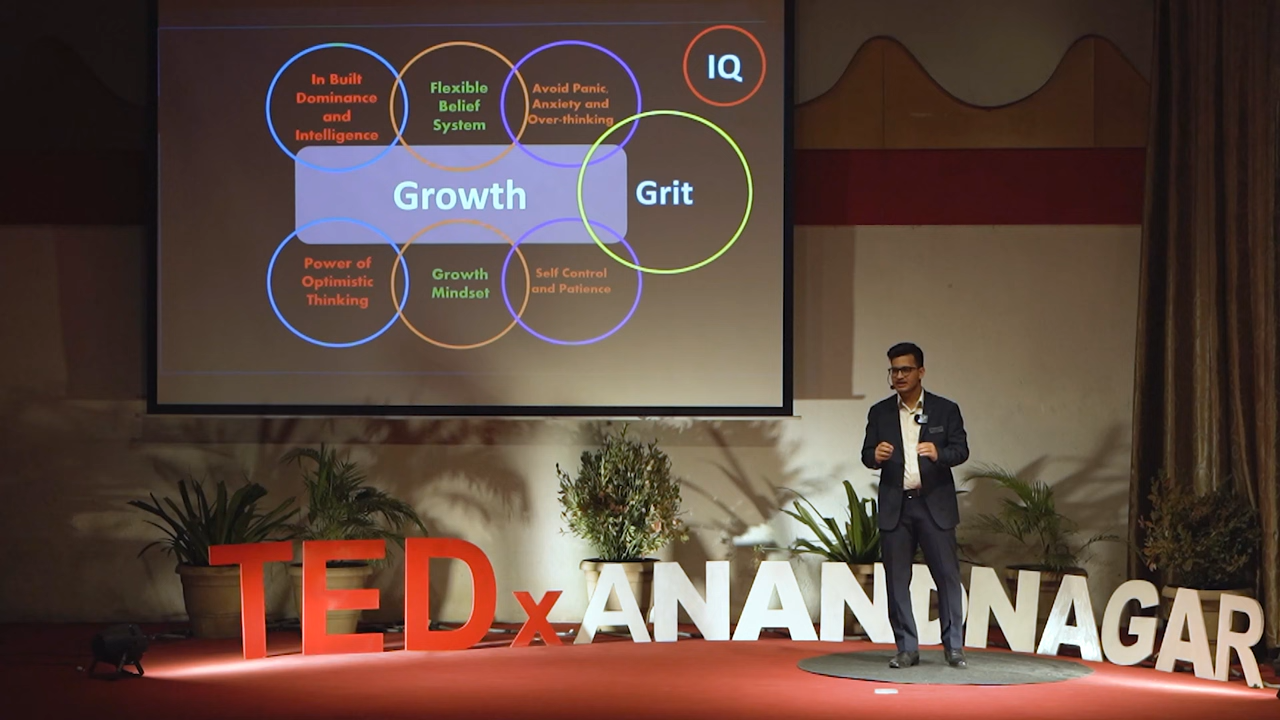 In Built
Dominance
and
Intelligence
Flexible
Belief
System
Avoid Panic,
Anxiety and
Over-thinking
IQ
Growth
Grit
Power of
Optimistic
Thinking
Growth
Mindset
Self Control
and Patience
TEDxANANDNAGAR